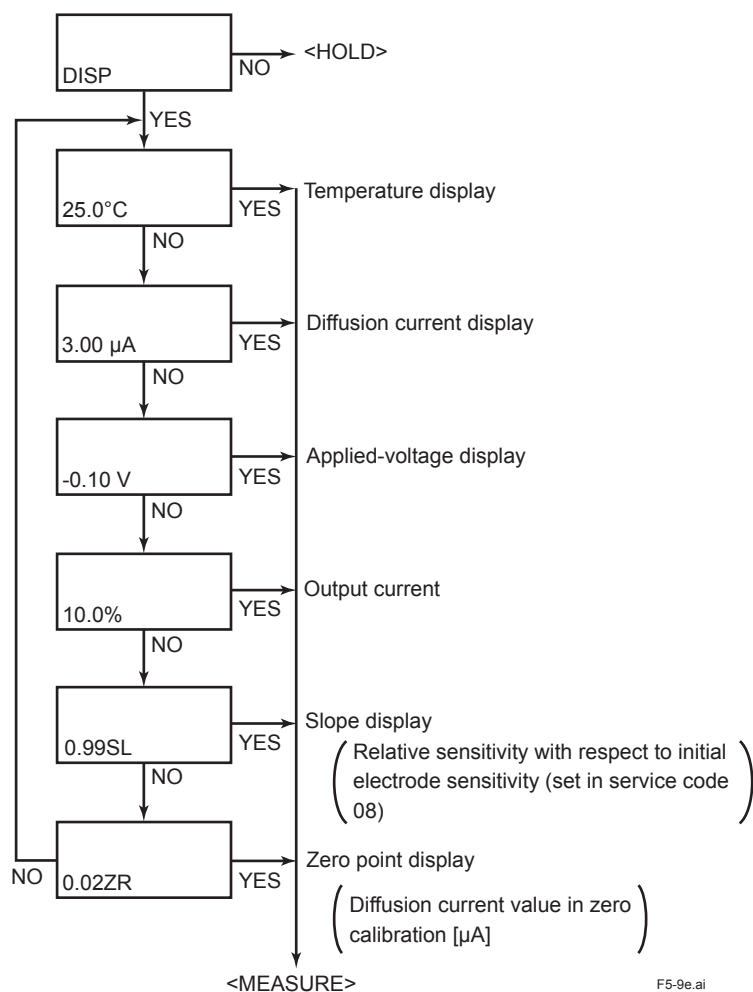 DISP
NO
<HOLD>
YES
25.0°C
YES
Temperature display
NO
3.00 µA
YES
Diffusion current display
NO
-0.10 V
YES
Applied-voltage display
NO
10.0%
YES
Output current
NO
0.99SL
YES
Slope display
Relative sensitivity with respect to initial
electrode sensitivity (set in service code
08)
NO
NO
0.02ZR
YES
Zero point display
Diffusion current value in zero
calibration [µA]
<MEASURE>
F5-9e.ai